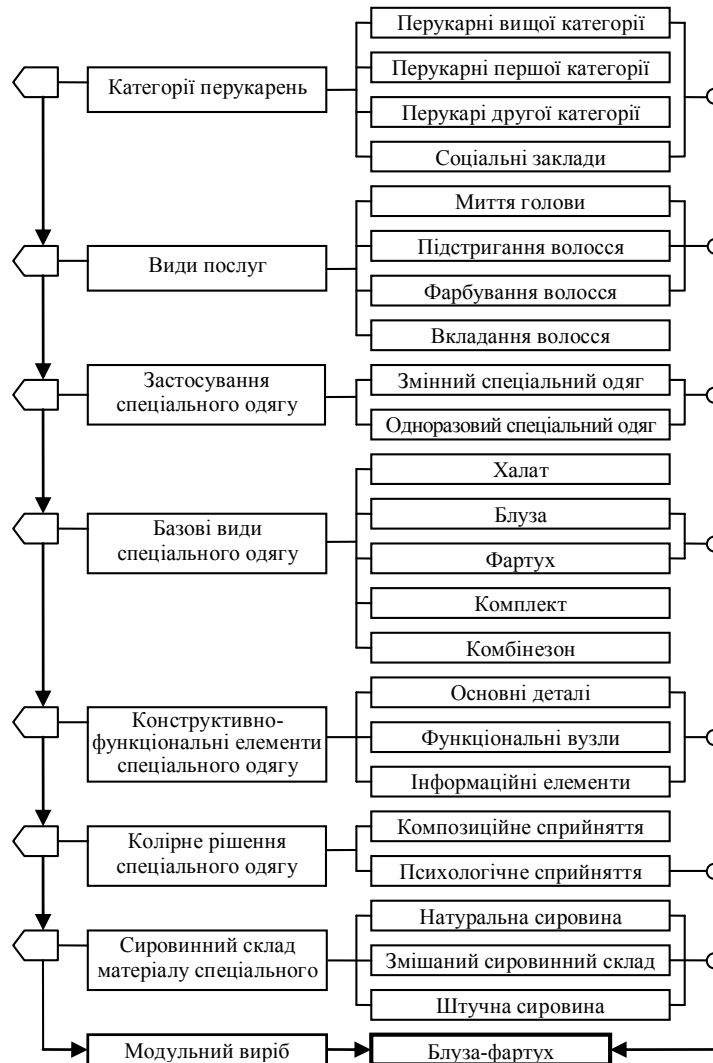 Категорії перукарень
Перукарні вищої категорії
Перукарні першої категорії
Перукарі другої категорії
Соціальні заклади
Види послуг
Миття голови
Підстригання волосся
Фарбування волосся
Вкладання волосся
Застосування
спеціального одягу
Змінний спеціальний одяг
Одноразовий спеціальний одяг
Базові види
спеціального одягу
Халат
Блуза
Фартух
Комплект
Комбінезон
Конструктивно-
функціональні елементи
спеціального одягу
Основні деталі
Функціональні вузли
Інформаційні елементи
Колірне рішення
спеціального одягу
Композиційне сприйняття
Психологічне сприйняття
Сировинний склад
матеріалу спеціального
Натуральна сировина
Змішаний сировинний склад
Штучна сировина
Модульний виріб
Блуза-фартух